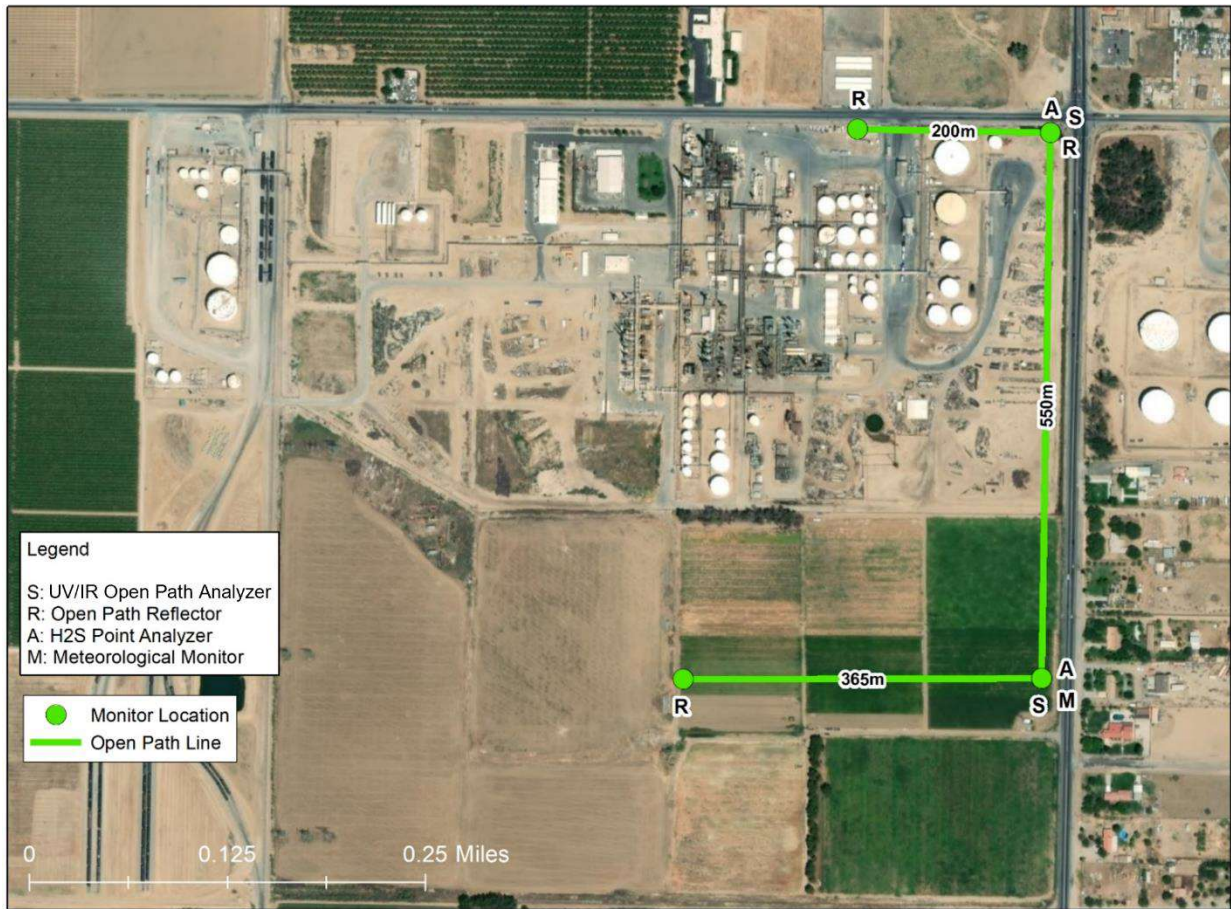 R
A
S
200m
R
550m
Legend
S: UV/IR Open Path Analyzer
R: Open Path Reflector
A: H2S Point Analyzer
M: Meteorological Monitor
365m
A
R
S
M
Monitor Location
Open Path Line
0
0.125
0.25 Miles